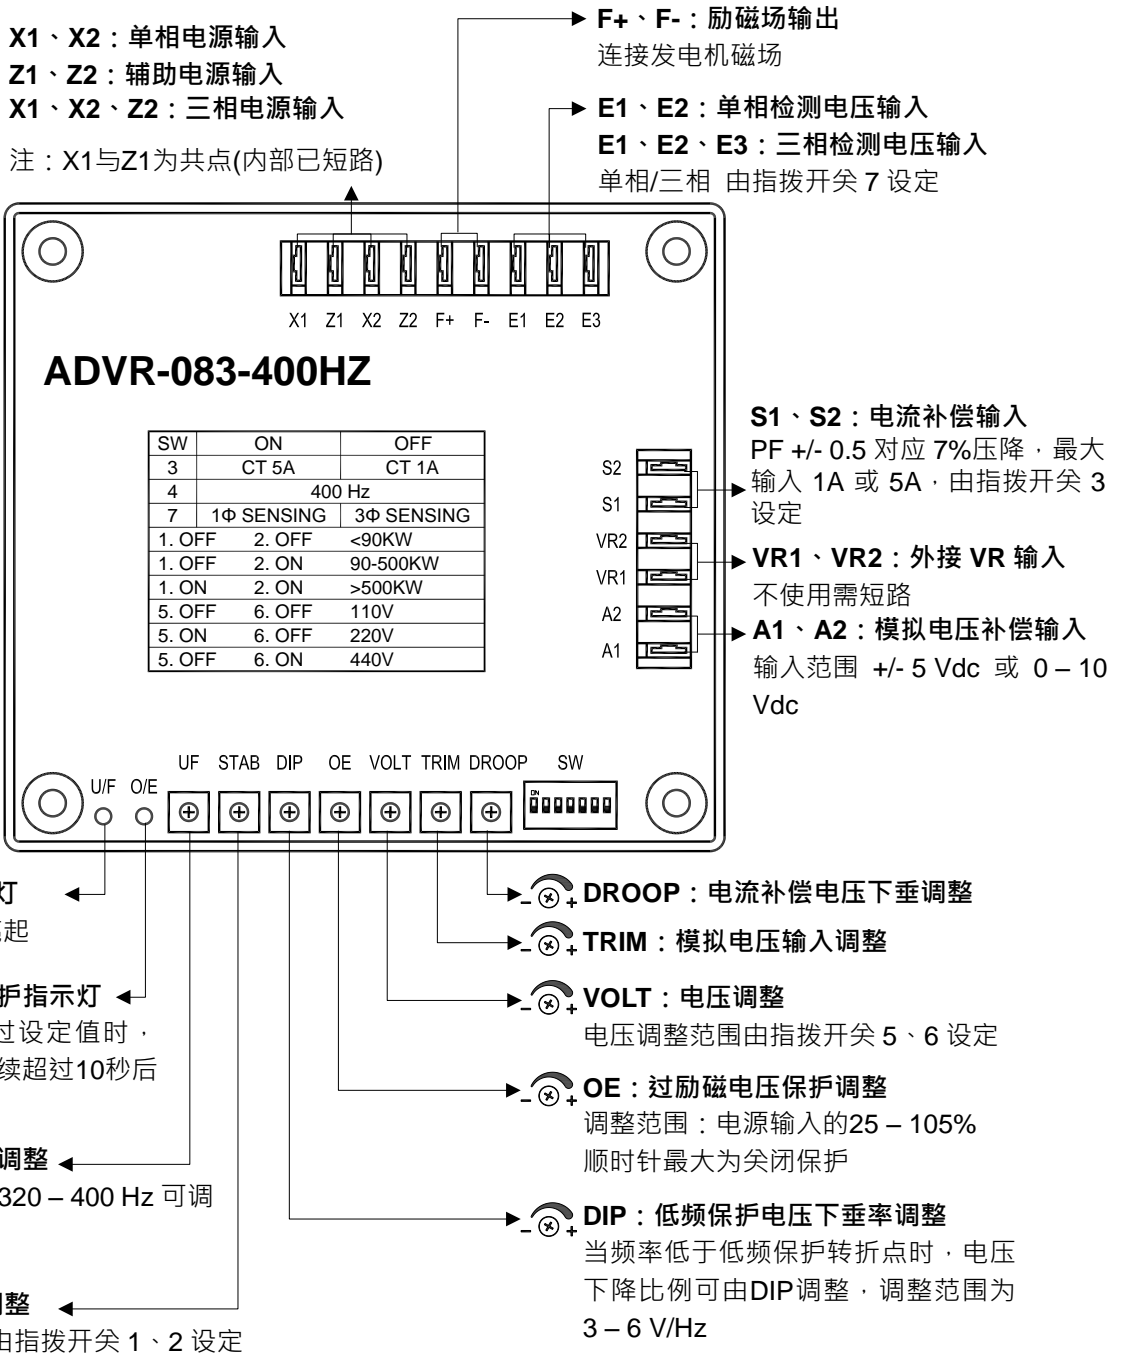 X1、X2：单相电源输入
Z1、Z2：辅助电源输入
X1、X2、Z2：三相电源输入
注：X1与Z1为共点(内部已短路)
F+、F-：励磁场输出
连接发电机磁场
E1、E2：单相检测电压输入
E1、E2、E3：三相检测电压输入
单相/三相 由指拨开关 7 设定
X1 Z1 X2 Z2 F+ F- E1 E2 E3
ADVR-083-400HZ
SW ON OFF
3 CT 5A CT 1A
4 400 Hz
7 1Φ SENSING 3Φ SENSING
1. OFF 2. OFF <90KW
1. OFF 2. ON 90-500KW
1. ON 2. ON >500KW
5. OFF 6. OFF 110V
5. ON 6. OFF 220V
5. OFF 6. ON 440V
S2
S1
VR2
VR1
A2
A1
S1、S2：电流补偿输入
PF +/- 0.5 对应 7%压降，最大
输入 1A 或 5A，由指拨开关 3
设定
VR1、VR2：外接 VR 输入
不使用需短路
A1、A2：模拟电压补偿输入
输入范围 +/- 5 Vdc 或 0 – 10
Vdc
UF STAB DIP OE VOLT TRIM DROOP SW
U/F O/E
ON
灯
起
护指示灯
过设定值时，
续超过10秒后
调整
320 – 400 Hz 可调
整
由指拨开关 1、2 设定
- + DROOP：电流补偿电压下垂调整
- + TRIM：模拟电压输入调整
- + VOLT：电压调整
电压调整范围由指拨开关 5、6 设定
- + OE：过励磁电压保护调整
调整范围：电源输入的25 – 105%
顺时针最大为关闭保护
- + DIP：低频保护电压下垂率调整
当频率低于低频保护转折点时，电压
下降比例可由DIP调整，调整范围为
3 – 6 V/Hz